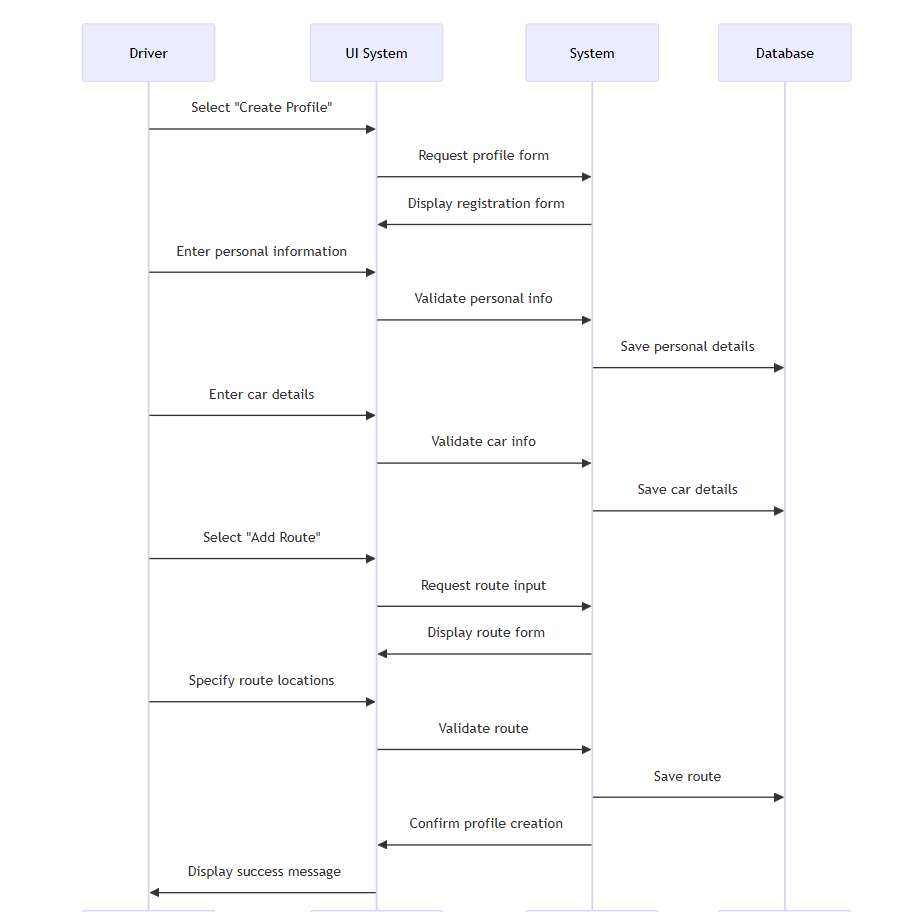 Driver
UI System
System
Database
Select "Create Profile"
Request profile form
Display registration form
Enter personal information
Validate personal info
Save personal details
Enter car details
Validate car info
Save car details
Select "Add Route"
Request route input
Display route form
Specify route locations
Validate route
Save route
Confirm profile creation
Display success message